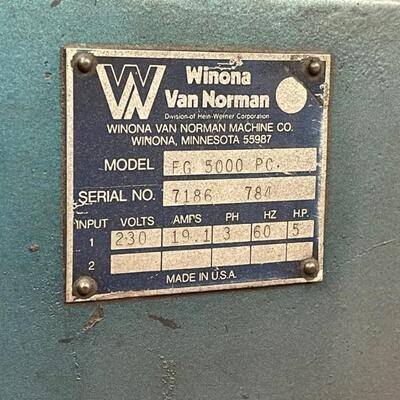 W
Winona
Van Norman
Division of Hein-Werner Corporation
WINONA VAN NORMAN MACHINE CO.
WINONA, MINNESOTA 55987
MODEL FG 5000 PC.
SERIAL NO. 7186 784
INPUT VOLTS AMPS PH HZ H.P.
1 230 19.1 3 60 5
2
MADE IN U.S.A.